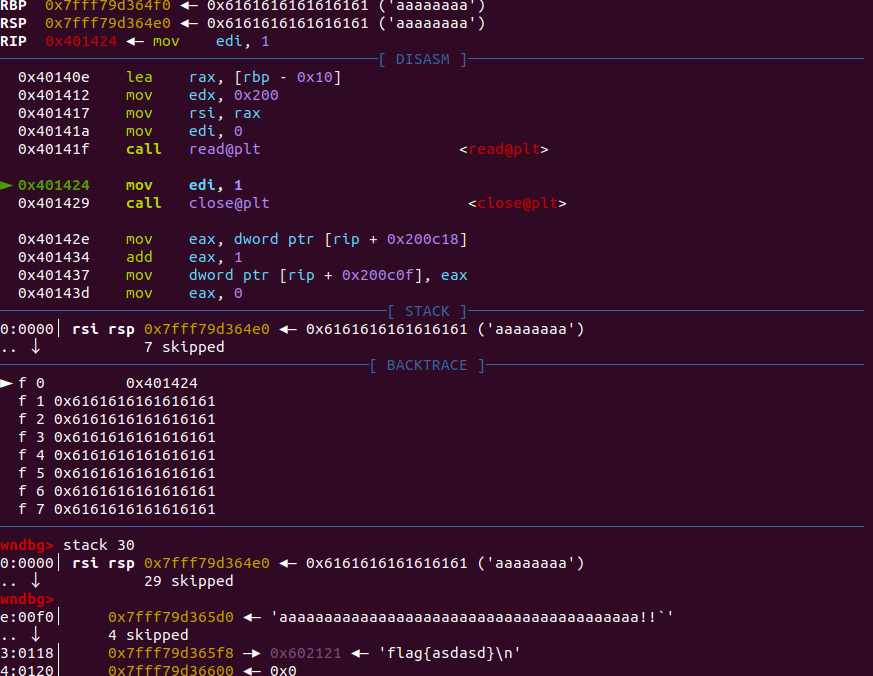 RBP  0x7fff79d364f0 ◂— 0x6161616161616161 ('aaaaaaaa')
RSP  0x7fff79d364e0 ◂— 0x6161616161616161 ('aaaaaaaa')
RIP  0x401424 ◂— mov    edi, 1
[ DISASM ]
0x40140e    lea    rax, [rbp - 0x10]
0x401412    mov    edx, 0x200
0x401417    mov    rsi, rax
0x40141a    mov    edi, 0
0x40141f    call   read@plt                      <read@plt>
► 0x401424    mov    edi, 1
0x401429    call   close@plt                      <close@plt>
0x40142e    mov    eax, dword ptr [rip + 0x200c18]
0x401434    add    eax, 1
0x401437    mov    dword ptr [rip + 0x200c0f], eax
0x40143d    mov    eax, 0
[ STACK ]
0:0000│ rsi rsp 0x7fff79d364e0 ◂— 0x6161616161616161 ('aaaaaaaa')
.. ↓            7 skipped
[ BACKTRACE ]
► f 0         0x401424
f 1 0x6161616161616161
f 2 0x6161616161616161
f 3 0x6161616161616161
f 4 0x6161616161616161
f 5 0x6161616161616161
f 6 0x6161616161616161
f 7 0x6161616161616161
wndbg> stack 30
0:0000│ rsi rsp 0x7fff79d364e0 ◂— 0x6161616161616161 ('aaaaaaaa')
.. ↓            29 skipped
wndbg>
e:00f0│     0x7fff79d365d0 ◂— 'aaaaaaaaaaaaaaaaaaaaaaaaaaaaaaaaaaaaaaaa!!`'
.. ↓        4 skipped
3:0118│     0x7fff79d365f8 —▸ 0x602121 ◂— 'flag{asdasd}\n'
4:0120│     0x7fff79d36600 ◂— 0x0